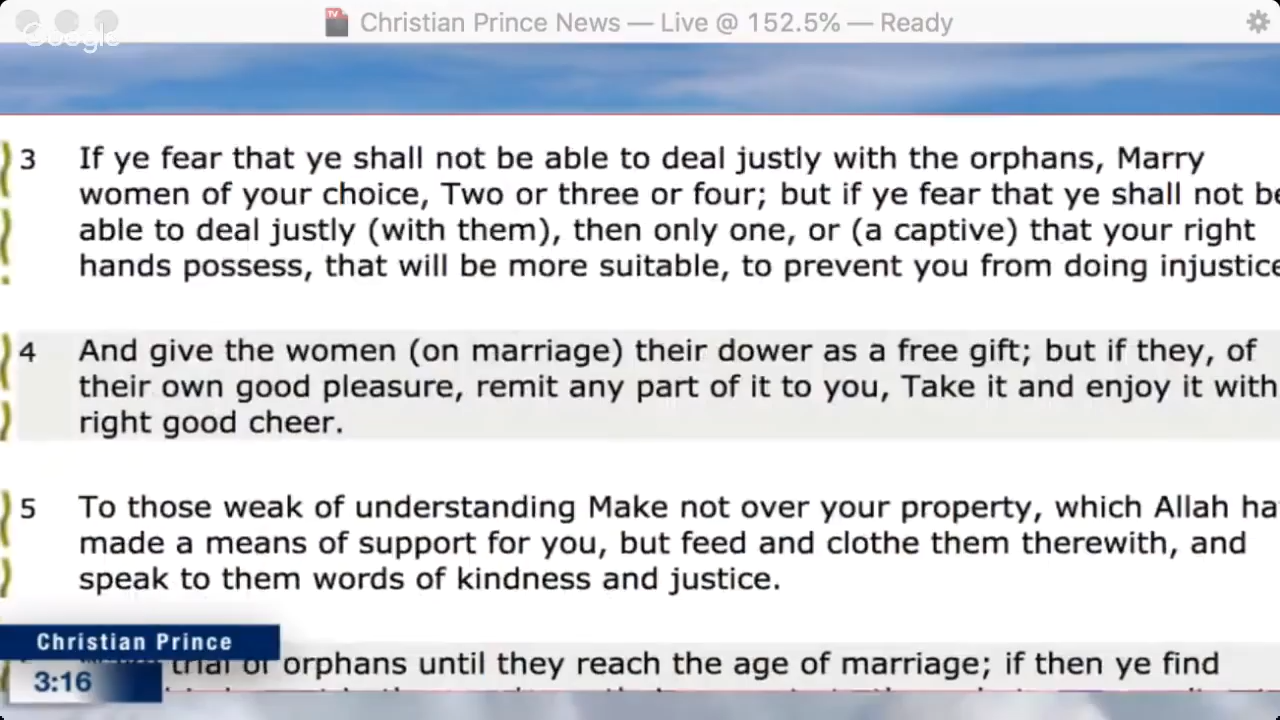 Christian Prince News — Live @ 152.5% — Ready
Google
3 If ye fear that ye shall not be able to deal justly with the orphans, Marry
women of your choice, Two or three or four; but if ye fear that ye shall not be
able to deal justly (with them), then only one, or (a captive) that your right
hands possess, that will be more suitable, to prevent you from doing injustice
4 And give the women (on marriage) their dower as a free gift; but if they, of
their own good pleasure, remit any part of it to you, Take it and enjoy it with
right good cheer.
5 To those weak of understanding Make not over your property, which Allah ha
made a means of support for you, but feed and clothe them therewith, and
speak to them words of kindness and justice.
trial of orphans until they reach the age of marriage; if then ye find
Christian Prince
3:16